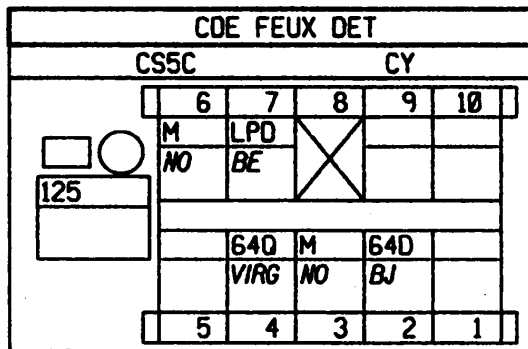 CDE FEUX DET
CS5C CY
6 7 8 9 10
M LPD
NO BE
125
64Q M 64D
VIRG NO BJ
5 4 3 2 1